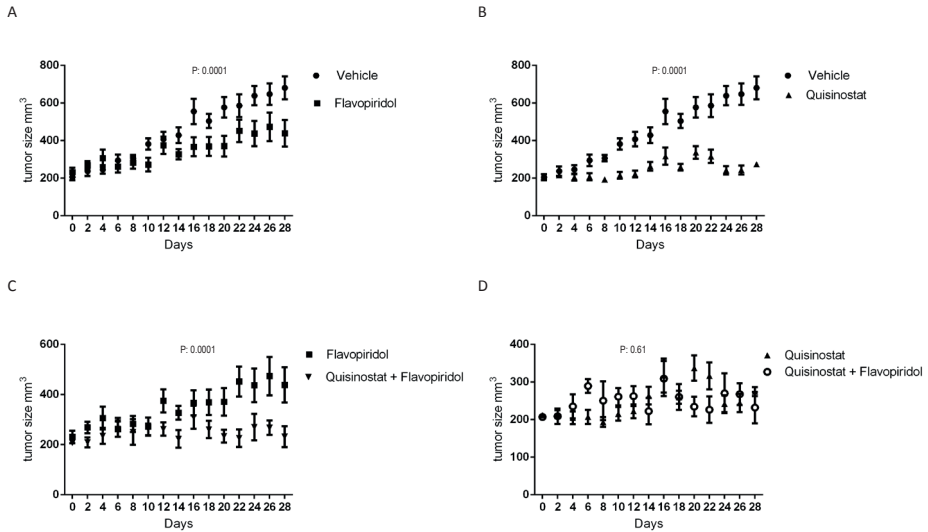 A
800
600
400
200
0
tumor size mm3
P: 0.0001
Vehicle
Flavopiridol
0 2 4 6 8 10 12 14 16 18 20 22 24 26 28
Days
B
800
600
400
200
0
tumor size mm3
P: 0.0001
Vehicle
Quisinostat
0 2 4 6 8 10 12 14 16 18 20 22 24 26 28
Days
C
600
400
200
0
tumor size mm3
P: 0.0001
Flavopiridol
Quisinostat + Flavopiridol
0 2 4 6 8 10 12 14 16 18 20 22 24 26 28
Days
D
400
300
200
100
0
tumor size mm3
P: 0.61
Quisinostat
Quisinostat + Flavopiridol
0 2 4 6 8 10 12 14 16 18 20 22 24 26 28
Days